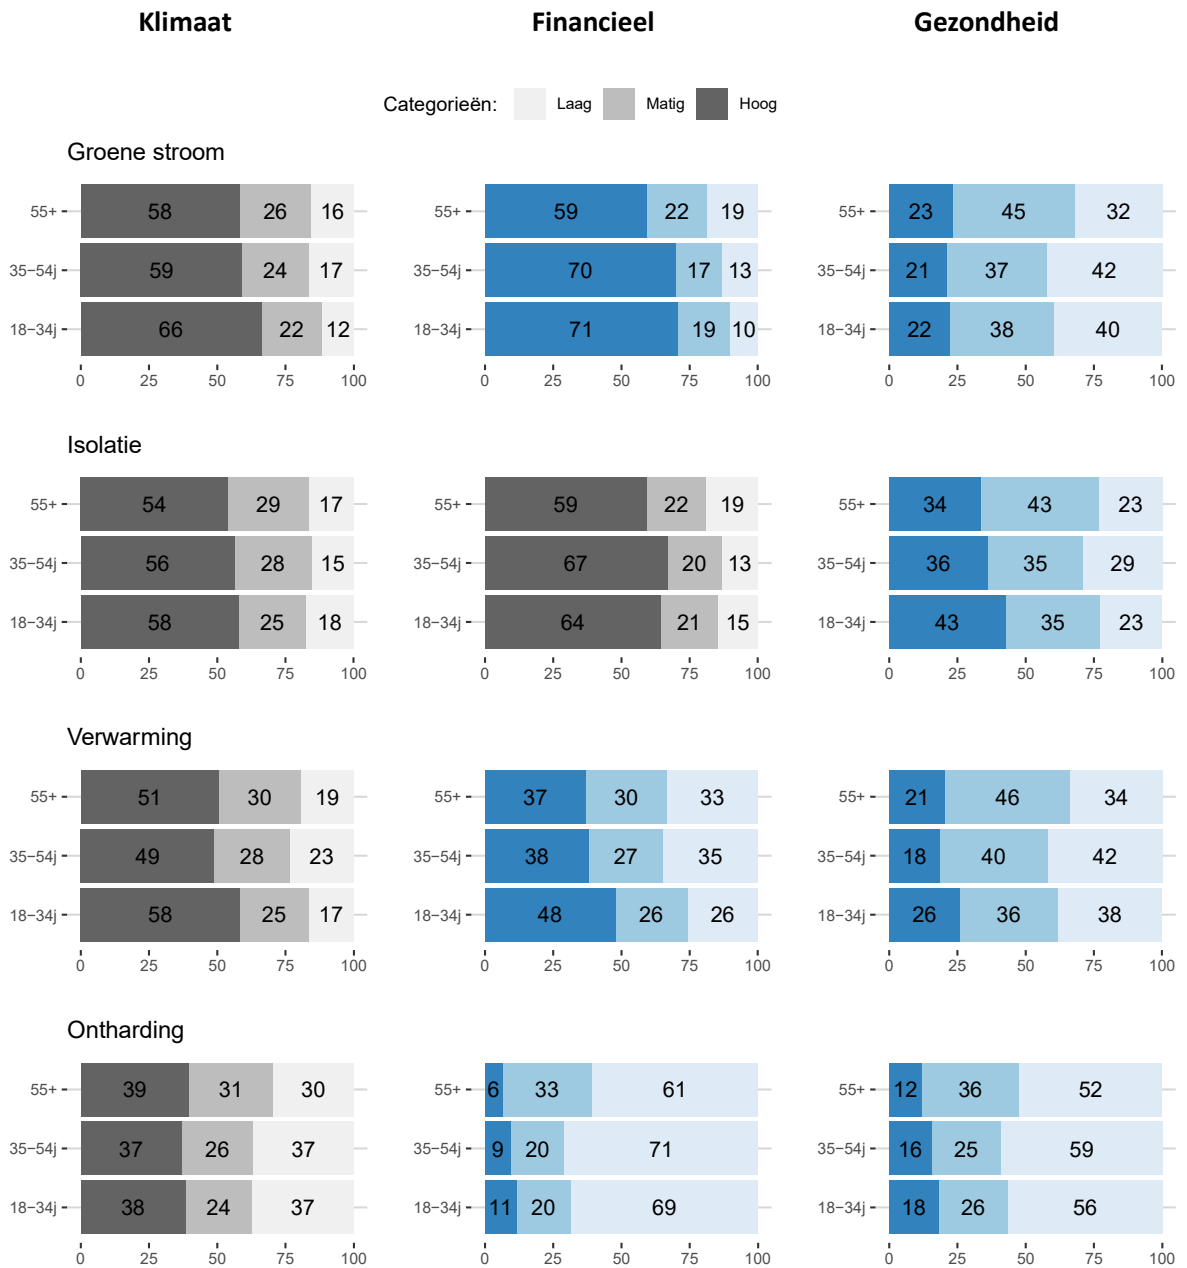 Klimaat Financieel Gezondheid
Categorieën: Laag Matig Hoog
Groene stroom
55+ 58 26 16 55+ 59 22 19 55+ 23 45 32
35−54j 59 24 17 35−54j 70 17 13 35−54j 21 37 42
18−34j 66 22 12 18−34j 71 19 10 18−34j 22 38 40
0 25 50 75 100 0 25 50 75 100 0 25 50 75 100
Isolatie
55+ 54 29 17 55+ 59 22 19 55+ 34 43 23
35−54j 56 28 15 35−54j 67 20 13 35−54j 36 35 29
18−34j 58 25 18 18−34j 64 21 15 18−34j 43 35 23
0 25 50 75 100 0 25 50 75 100 0 25 50 75 100
Verwarming
55+ 51 30 19 55+ 37 30 33 55+ 21 46 34
35−54j 49 28 23 35−54j 38 27 35 35−54j 18 40 42
18−34j 58 25 17 18−34j 48 26 26 18−34j 26 36 38
0 25 50 75 100 0 25 50 75 100 0 25 50 75 100
Ontharding
55+ 39 31 30 55+ 6 33 61 55+ 12 36 52
35−54j 37 26 37 35−54j 9 20 71 35−54j 16 25 59
18−34j 38 24 37 18−34j 11 20 69 18−34j 18 26 56
0 25 50 75 100 0 25 50 75 100 0 25 50 75 100